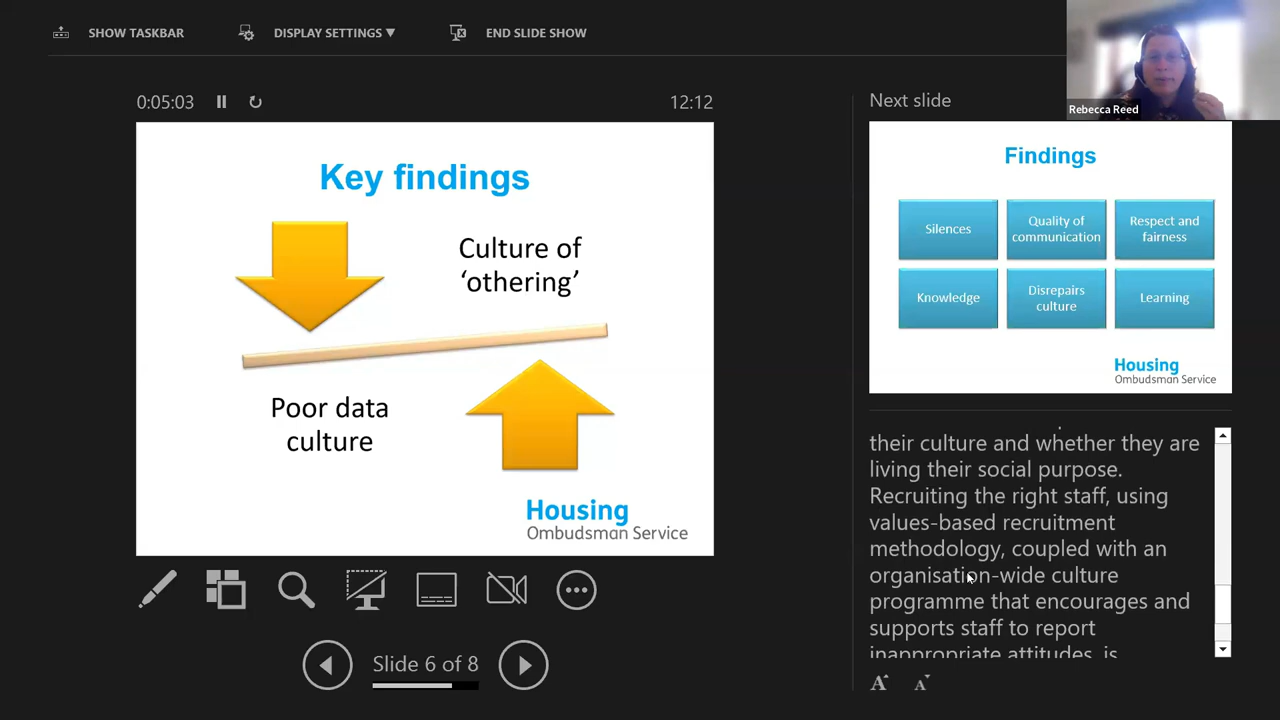 SHOW TASKBAR
DISPLAY SETTINGS ▼
END SLIDE SHOW
Rebecca Reed
0:05:03
12:12
Key findings
Culture of
‘othering’
Poor data
culture
Housing
Ombudsman Service
Slide 6 of 8
Next slide
Findings
Silences
Quality of
communication
Respect and
fairness
Knowledge
Disrepairs
culture
Learning
Housing
Ombudsman Service
their culture and whether they are
living their social purpose.
Recruiting the right staff, using
values-based recruitment
methodology, coupled with an
organisation-wide culture
programme that encourages and
supports staff to report
inappropriate attitudes, is
A A